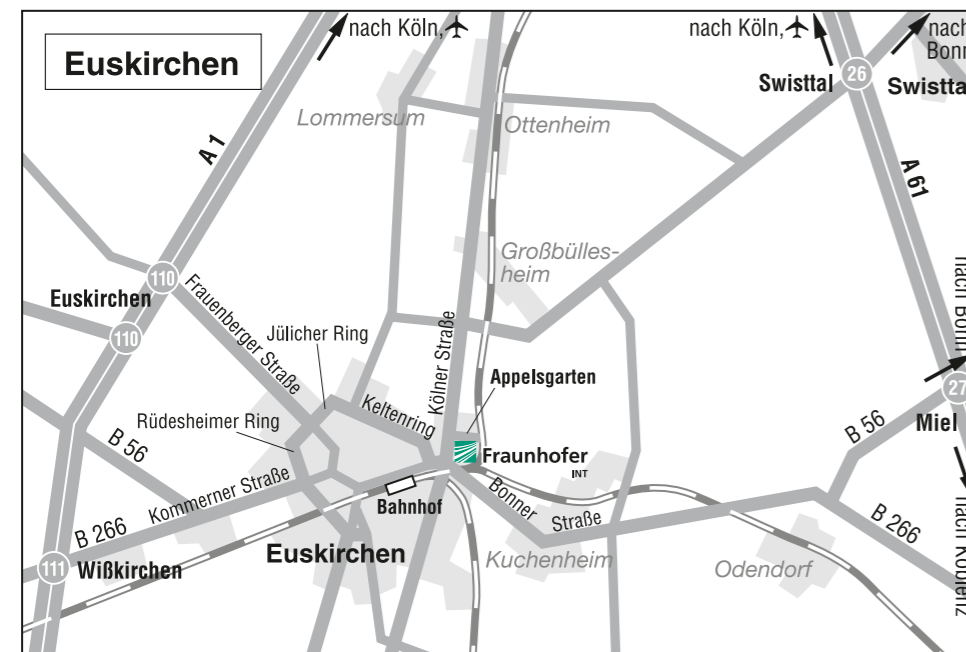 Euskirchen
nach Köln,
nach Köln,
nach
Bonn
Swisttal
26
Swisttal
Lommersum
Ottenheim
A 1
A 61
Großbülles-
heim
110
Euskirchen
110
Frauenberger Straße
Jülicher Ring
Kölner Straße
nach Bonn
Appelsgarten
27
Miel
Rüdesheimer Ring
Keltenring
B 56
B 56
Fraunhofer
INT
Kommerner Straße
Bonner
Straße
Bahnhof
B 266
B 266
Euskirchen
Kuchenheim
Odendorf
111
Wißkirchen
nach Koblenz